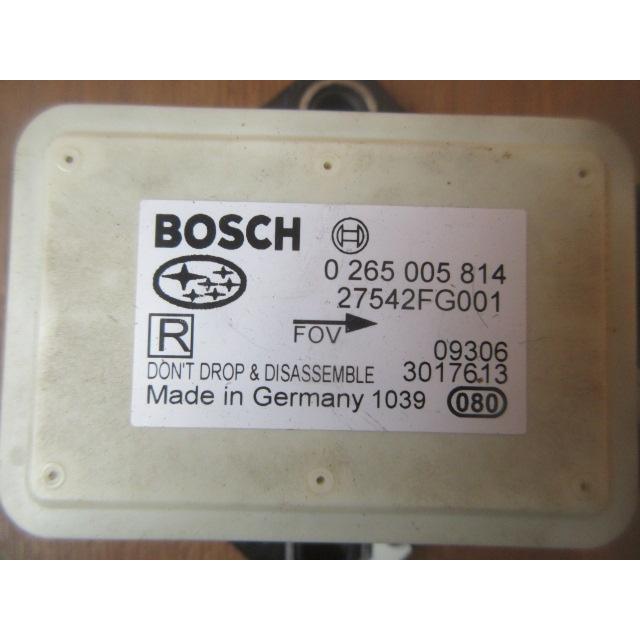 BOSCH
0 265 005 814
27542FG001
R
FOV
09306
DON'T DROP & DISASSEMBLE 3017613
Made in Germany 1039 080